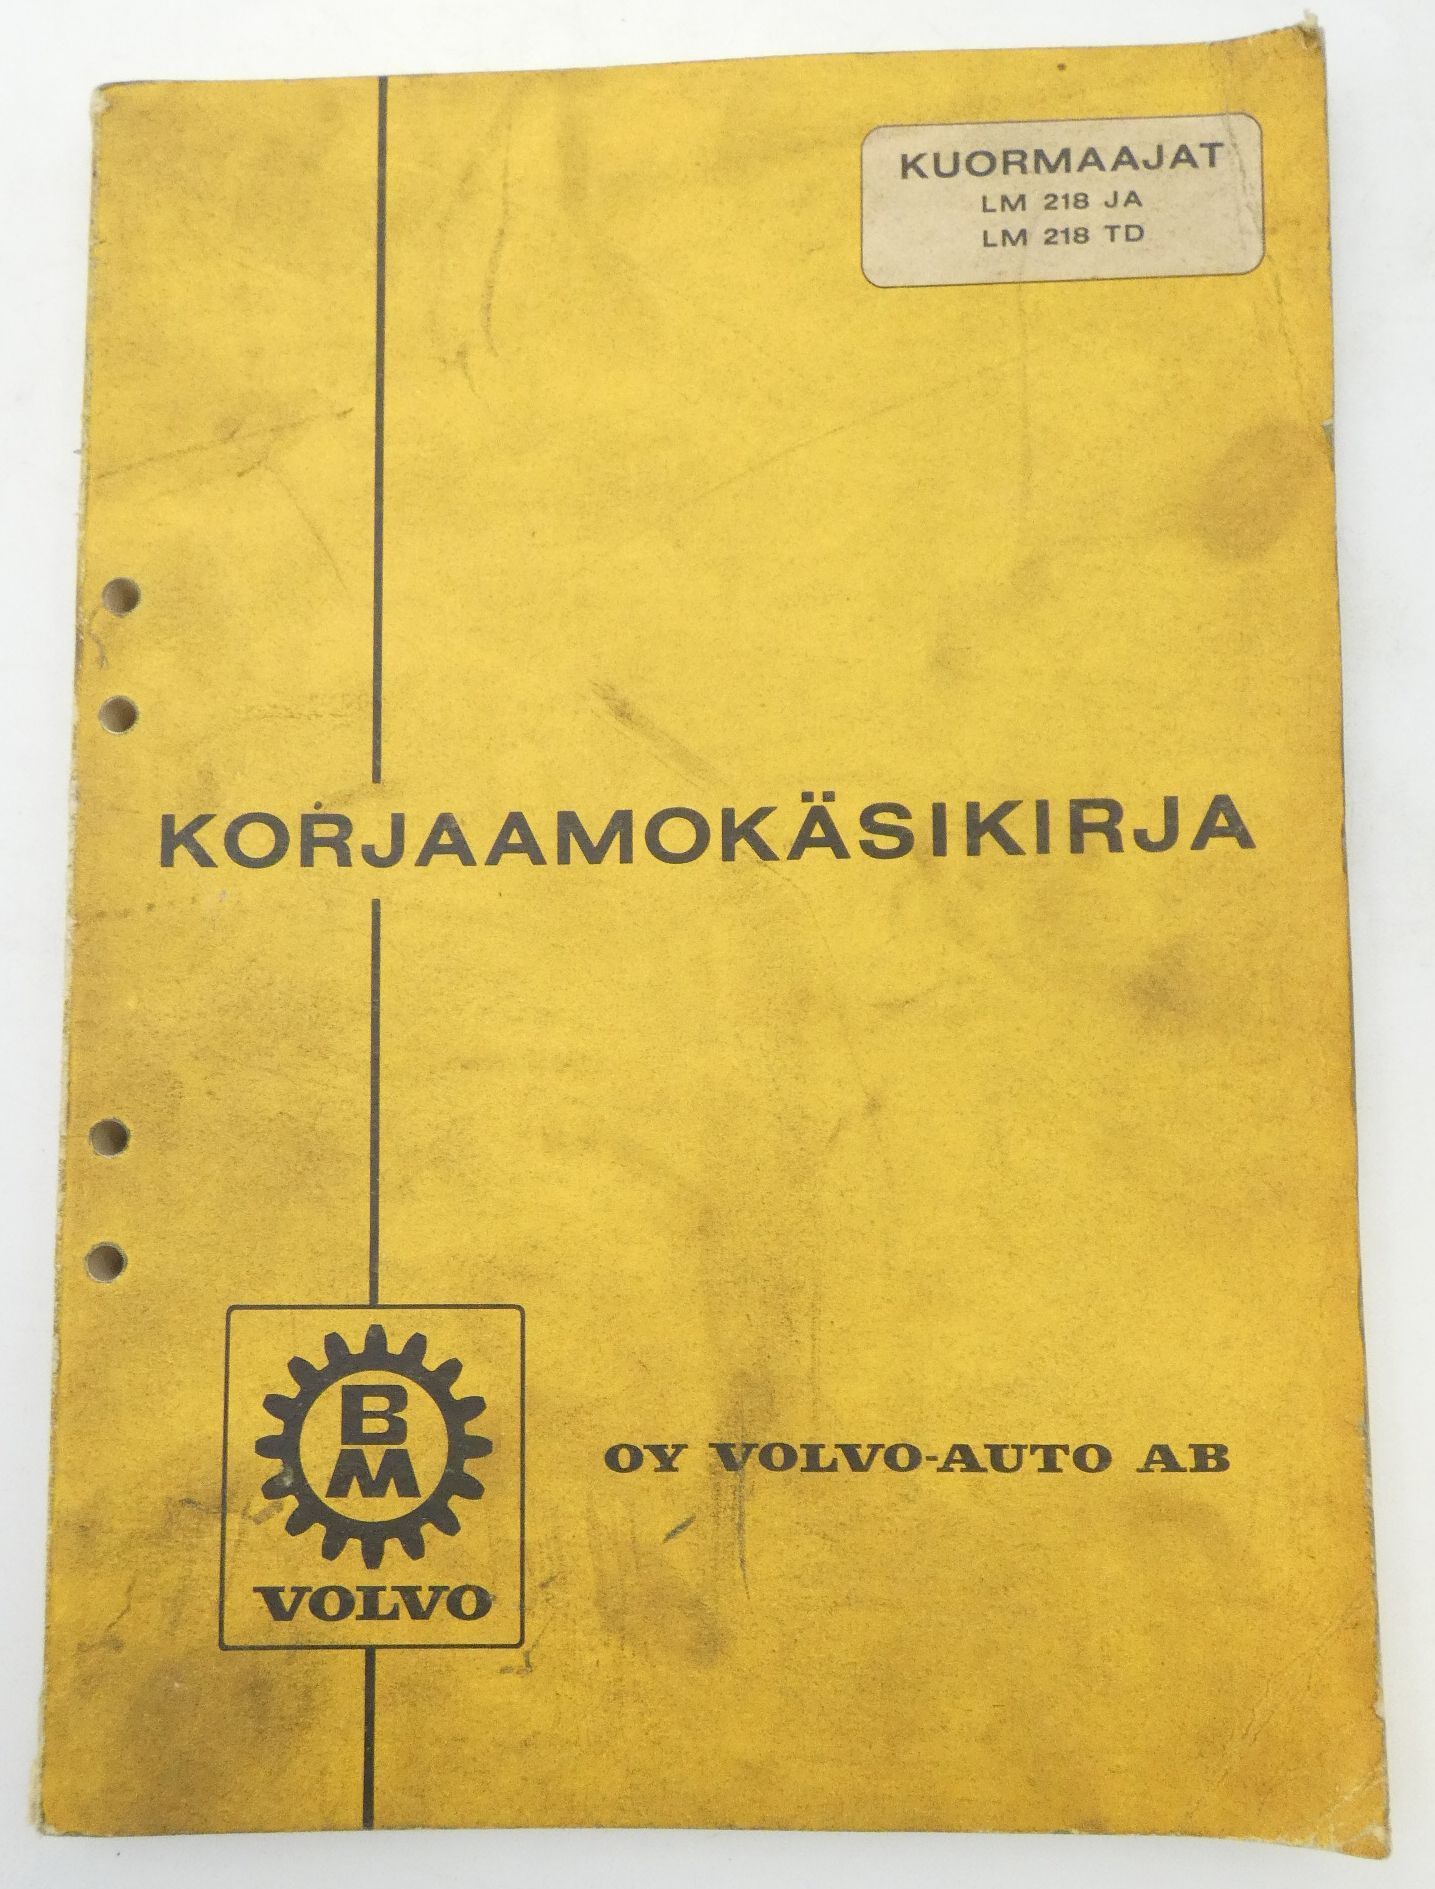 KUORMAAJAT
LM 218 JA
LM 218 TD
KORJAAMOKÄSIKIRJA
BM
VOLVO
OY VOLVO-AUTO AB